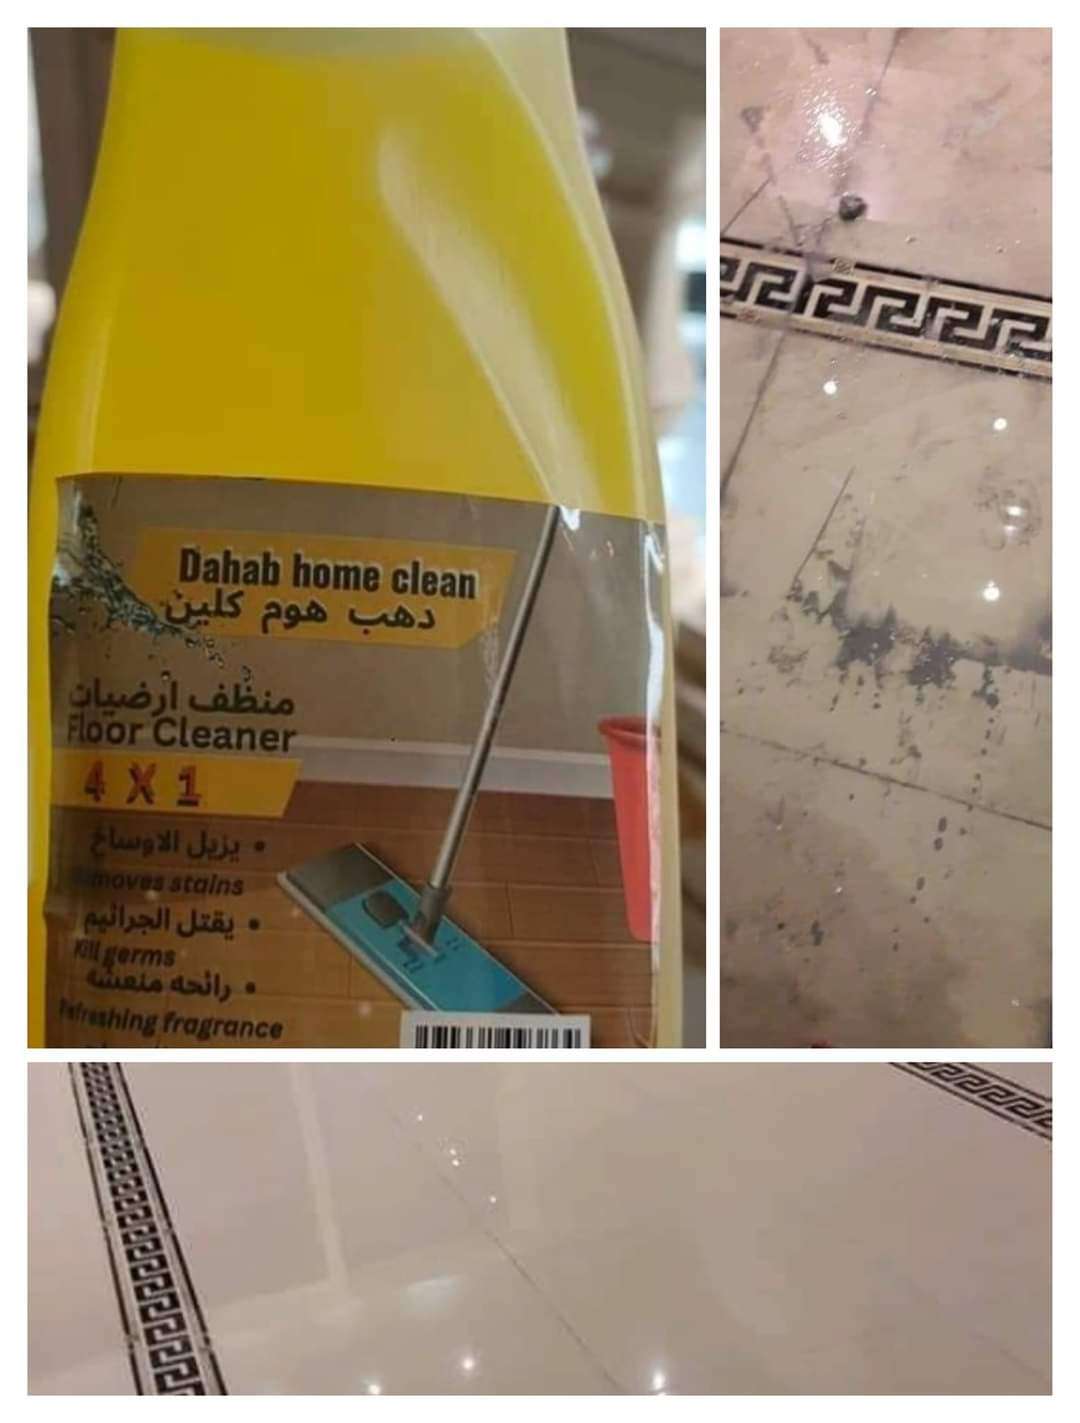 Dahab home clean
دهب هوم كلين
منظف ارضيات
Floor Cleaner
4 X 1
• يزيل الاوساخ
Removes stains
• يقتل الجراثيم
Kill germs
• رائحه منعشة
Refreshing fragrance